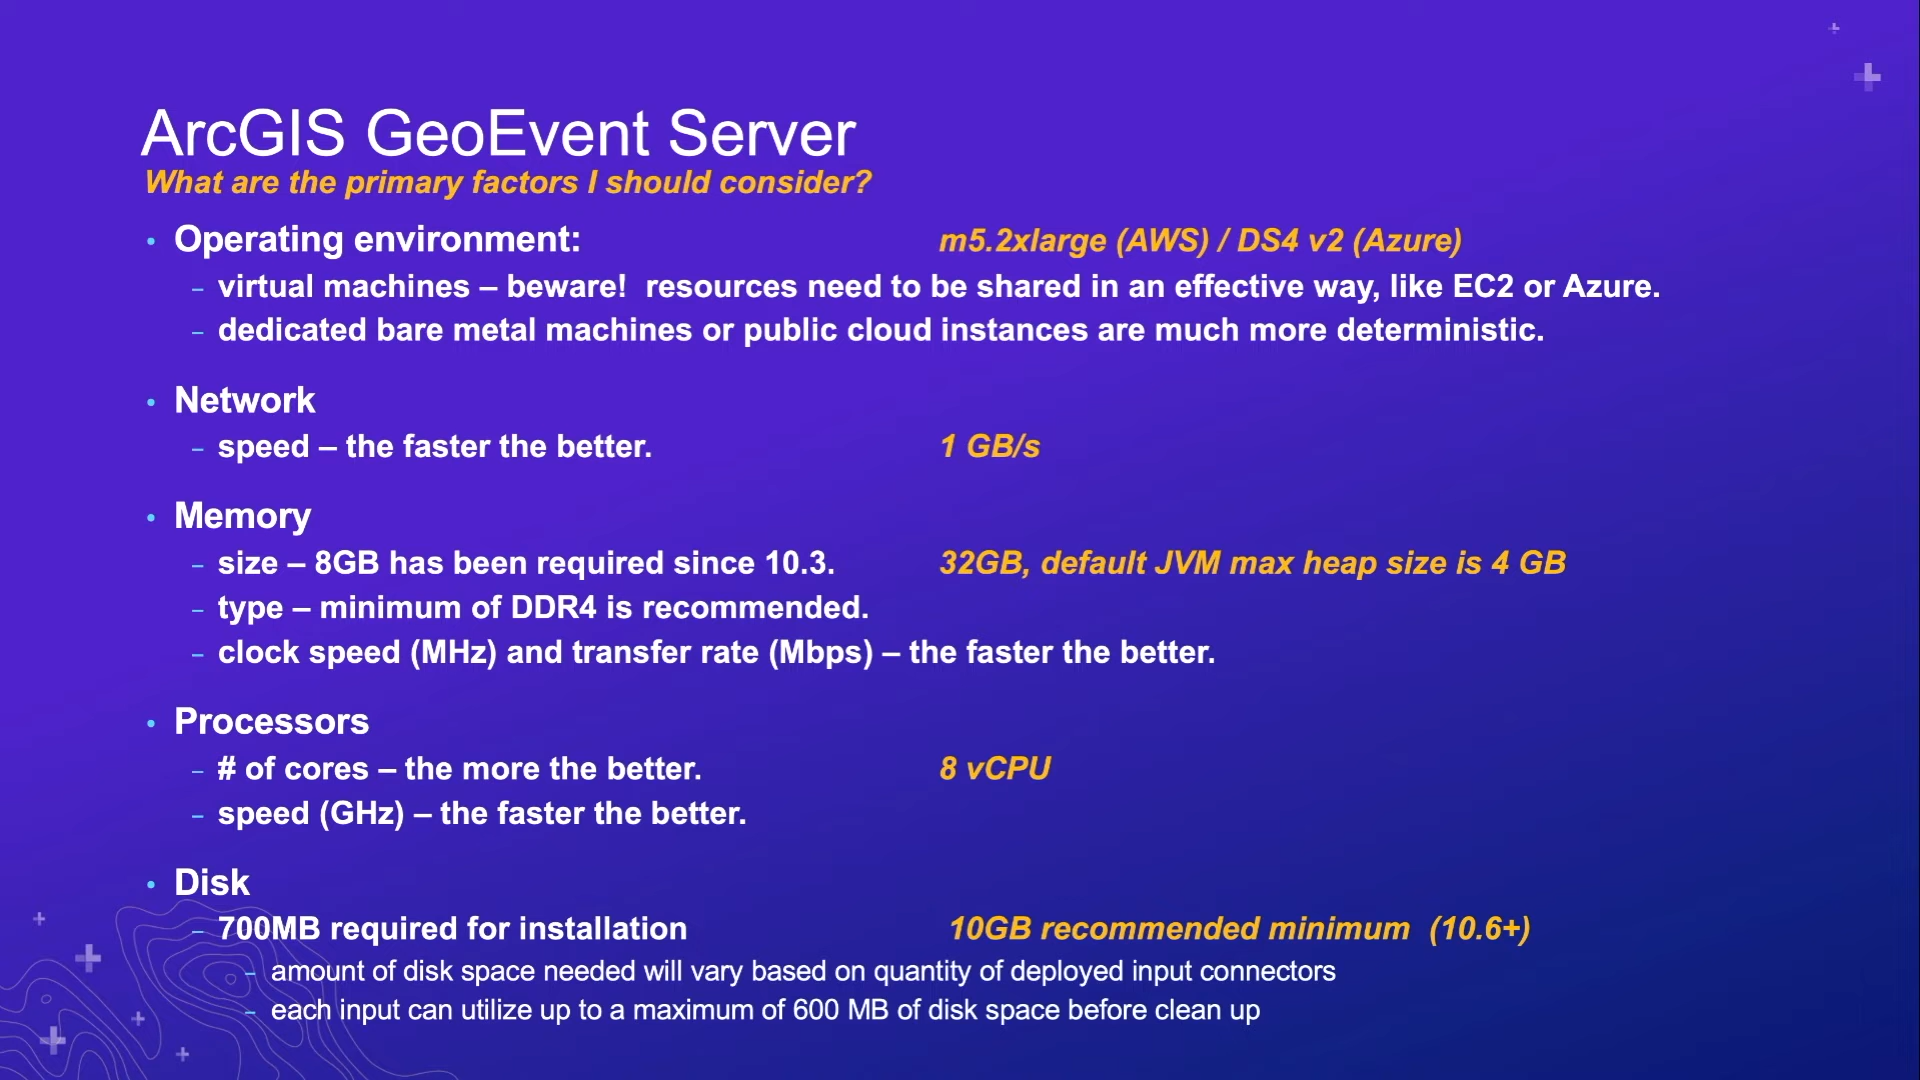 ArcGIS GeoEvent Server
What are the primary factors I should consider?
• Operating environment: m5.2xlarge (AWS) / DS4 v2 (Azure)
– virtual machines – beware!  resources need to be shared in an effective way, like EC2 or Azure.
– dedicated bare metal machines or public cloud instances are much more deterministic.
• Network
– speed – the faster the better. 1 GB/s
• Memory
– size – 8GB has been required since 10.3. 32GB, default JVM max heap size is 4 GB
– type – minimum of DDR4 is recommended.
– clock speed (MHz) and transfer rate (Mbps) – the faster the better.
• Processors
– # of cores – the more the better. 8 vCPU
– speed (GHz) – the faster the better.
• Disk
– 700MB required for installation 10GB recommended minimum  (10.6+)
– amount of disk space needed will vary based on quantity of deployed input connectors
– each input can utilize up to a maximum of 600 MB of disk space before clean up